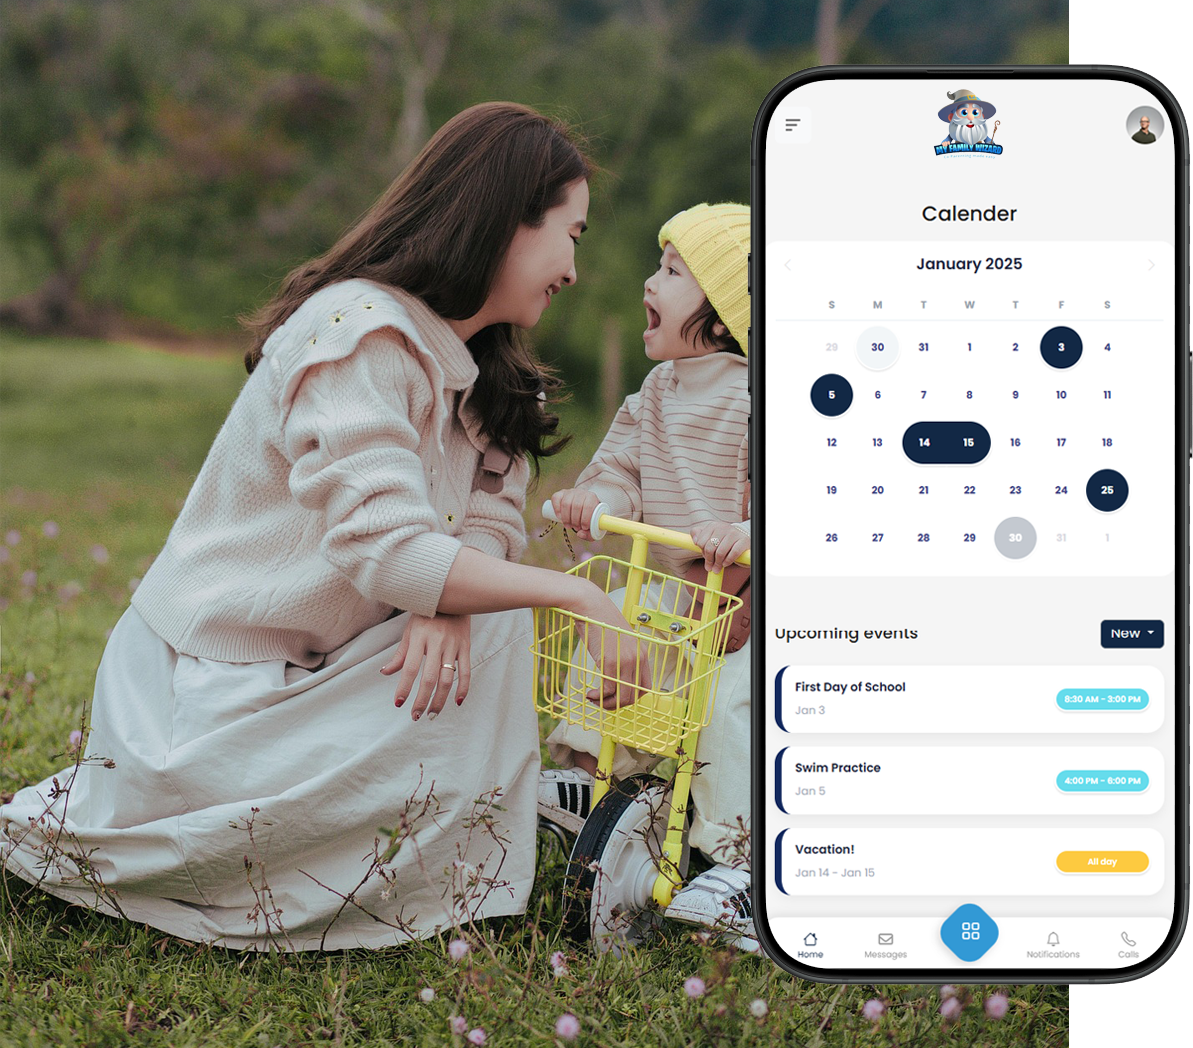 MY FAMILY WIZARD
Calender
January 2025
S M T W T F S
29 30 31 1 2 3 4
5 6 7 8 9 10 11
12 13 14 15 16 17 18
19 20 21 22 23 24 25
26 27 28 29 30 31 1
Upcoming events
New
First Day of School
8:30 AM - 3:00 PM
Jan 3
Swim Practice
4:00 PM - 6:00 PM
Jan 5
Vacation!
All day
Jan 14 - Jan 15
Home Messages Notifications Calls